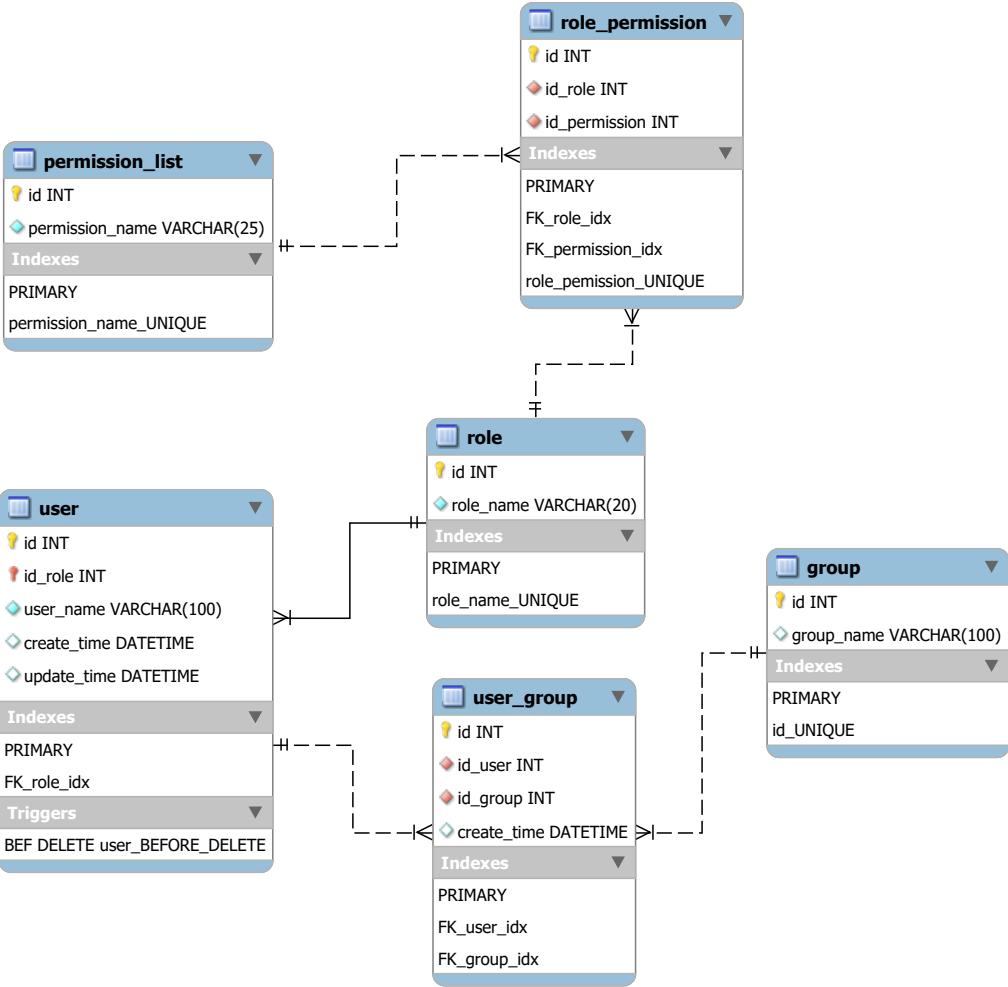 role_permission
id INT
id_role INT
id_permission INT
Indexes
PRIMARY
FK_role_idx
FK_permission_idx
role_pemission_UNIQUE
permission_list
id INT
permission_name VARCHAR(25)
Indexes
PRIMARY
permission_name_UNIQUE
role
id INT
role_name VARCHAR(20)
Indexes
PRIMARY
role_name_UNIQUE
user
id INT
id_role INT
user_name VARCHAR(100)
create_time DATETIME
update_time DATETIME
Indexes
PRIMARY
FK_role_idx
Triggers
BEF DELETE user_BEFORE_DELETE
group
id INT
group_name VARCHAR(100)
Indexes
PRIMARY
id_UNIQUE
user_group
id INT
id_user INT
id_group INT
create_time DATETIME
Indexes
PRIMARY
FK_user_idx
FK_group_idx